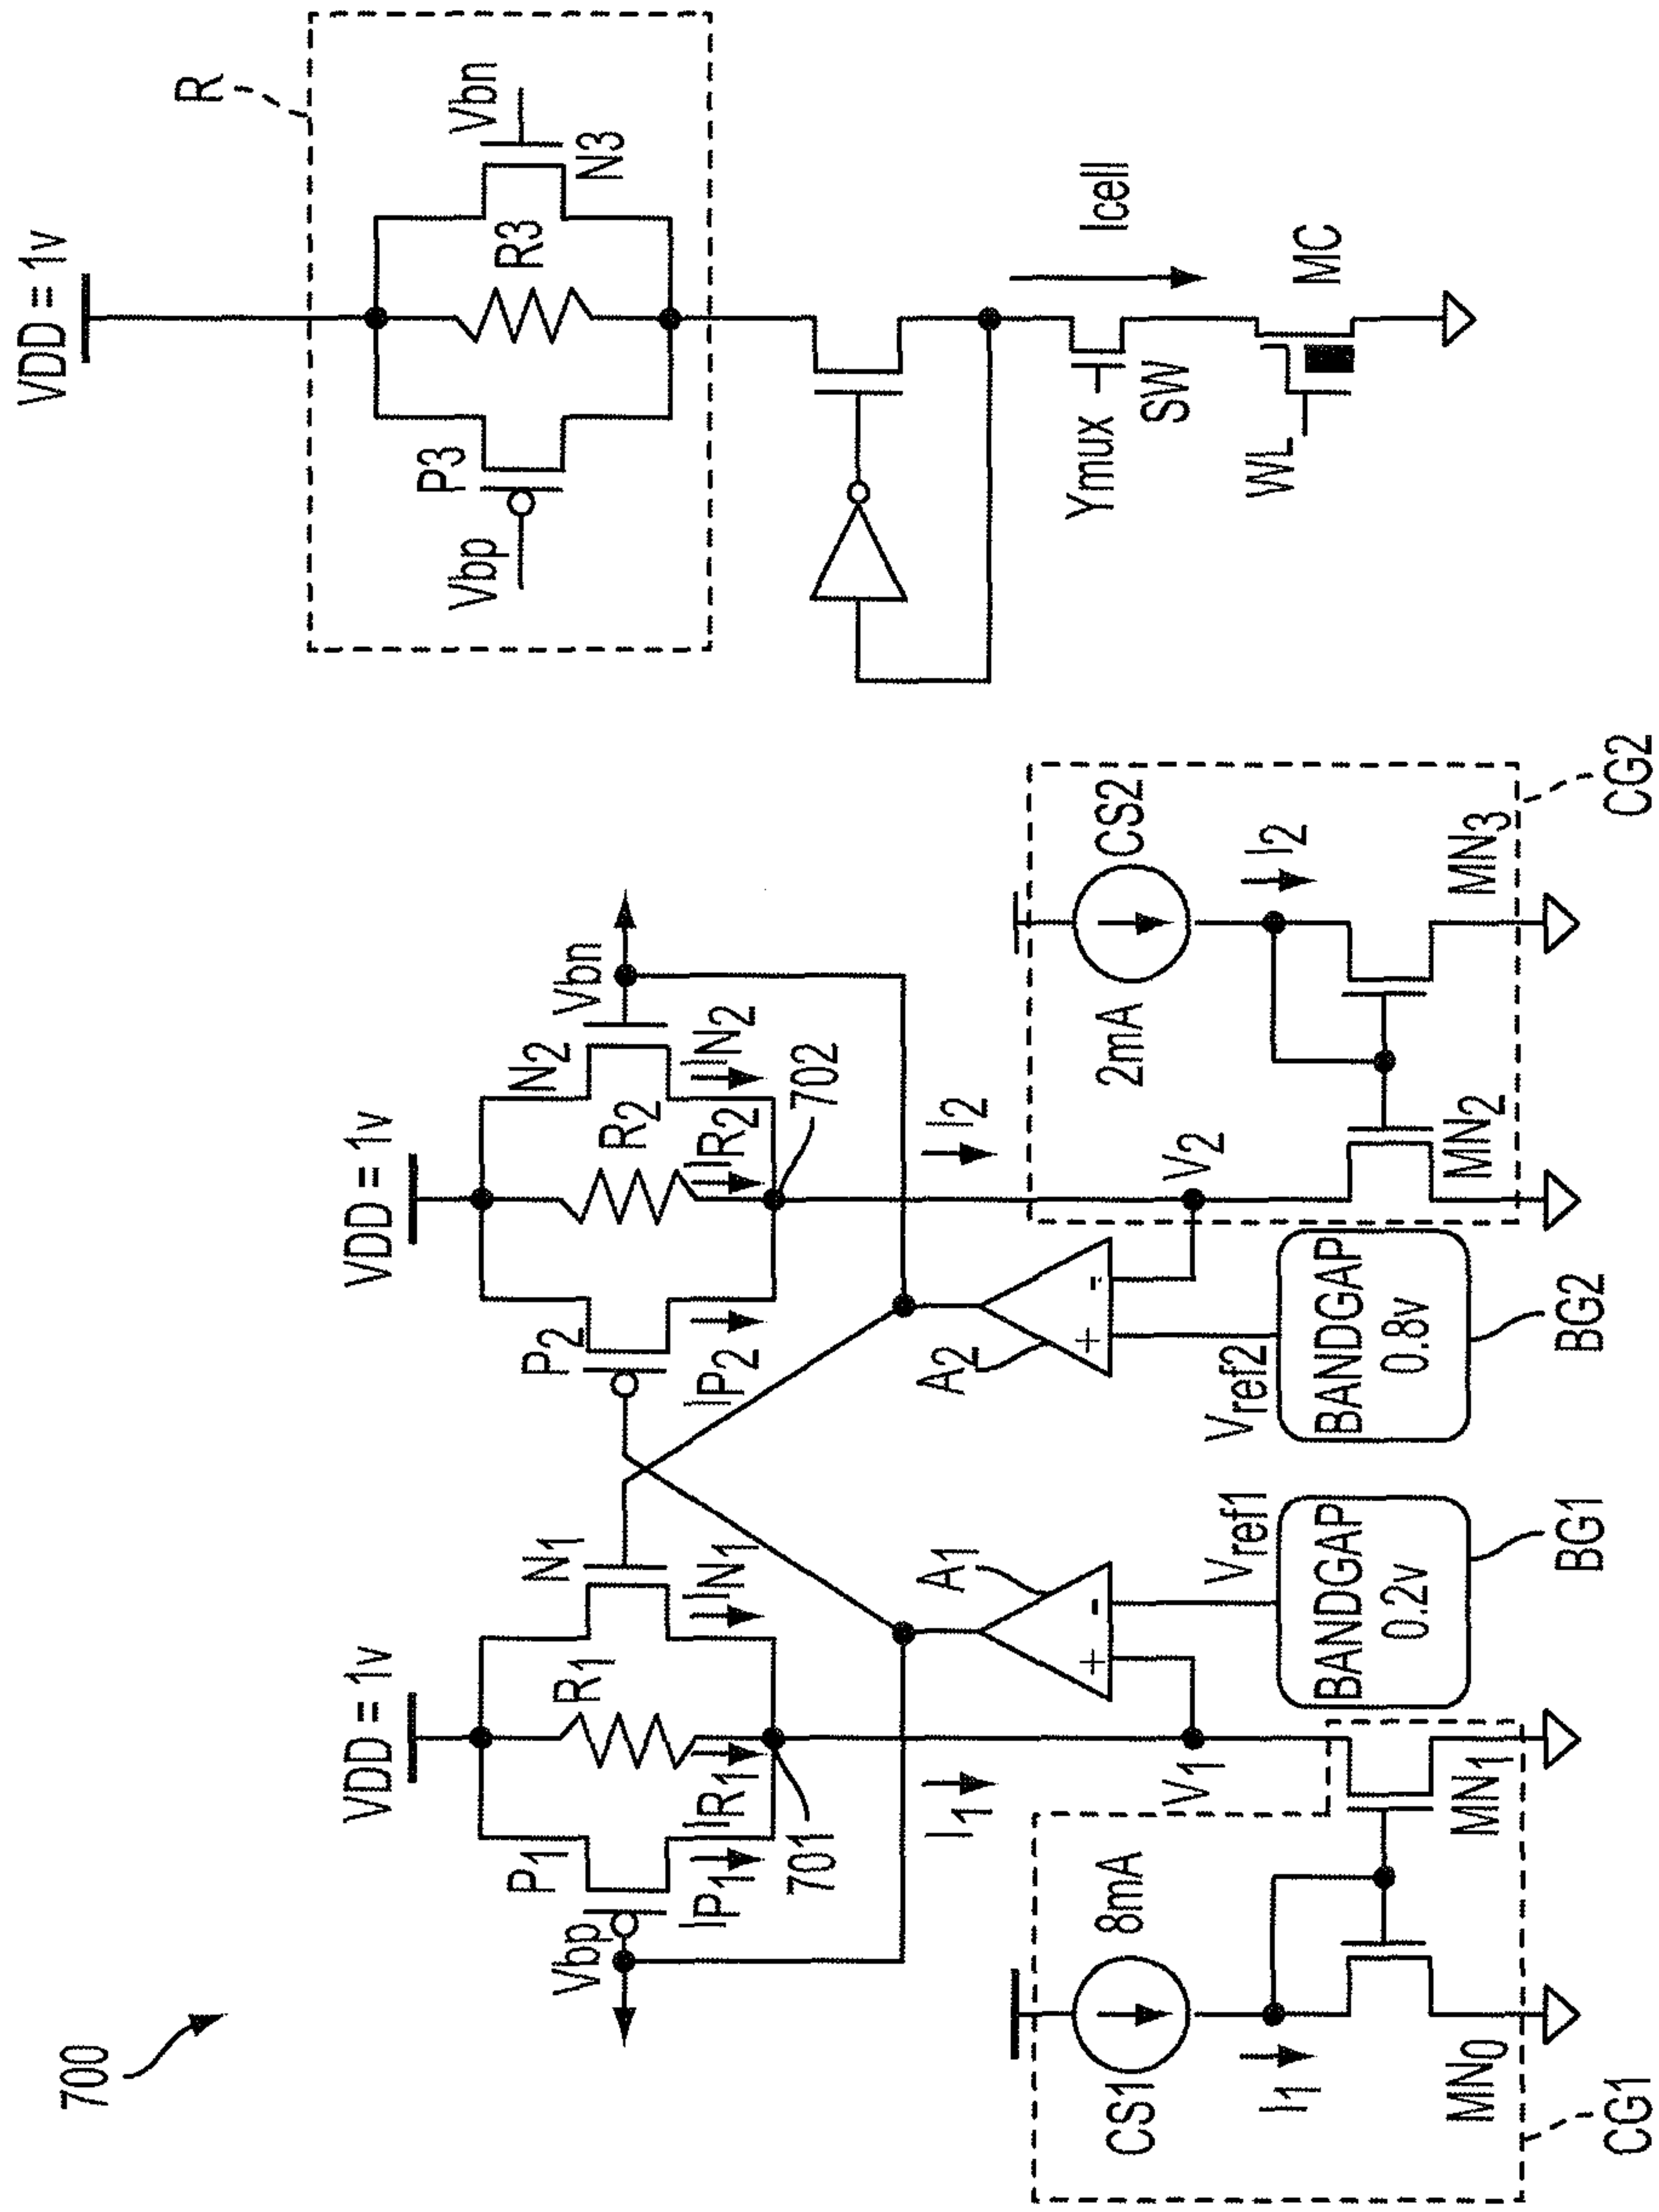 700
VDD = 1v
VDD = 1v
VDD = 1v
R
P1
R1
N1
P2
R2
N2
Vbp
Vbn
IP1
IR1
IN1
IP2
IR2
IN2
701
702
P3
R3
N3
Vbp
Vbn
I1
I2
A1
A2
V1
V2
Vref1
Vref2
BANDGAP
0.2v
BANDGAP
0.8v
BG1
BG2
CS1
8mA
I1
MN0
MN1
CG1
2mA
CS2
I2
MN2
MN3
CG2
Icell
Ymux
SW
WL
MC